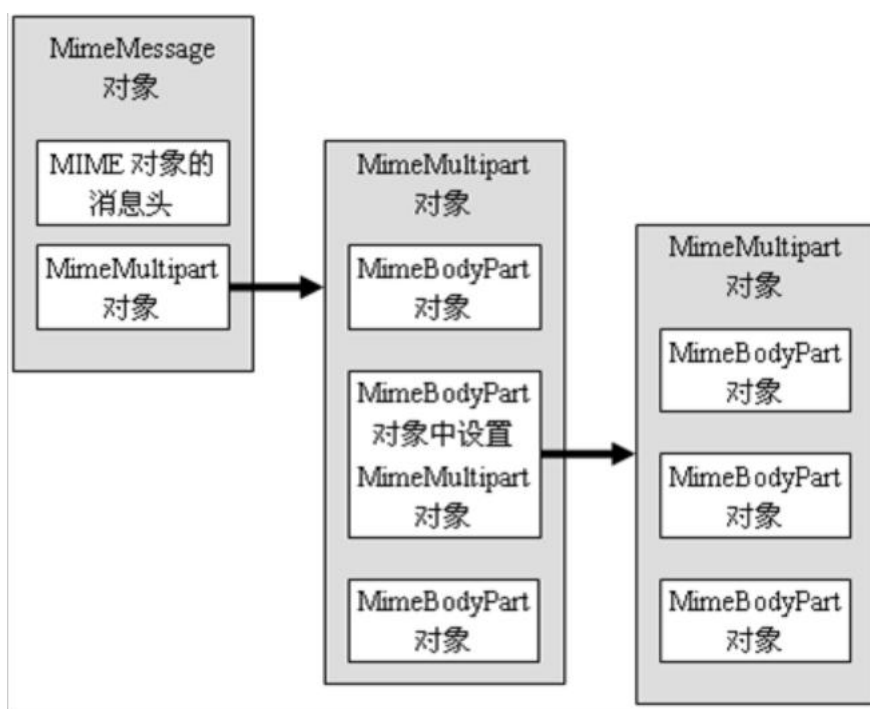 MimeMessage
对象
MIME 对象的
消息头
MimeMultipart
对象
MimeMultipart
对象
MimeBodyPart
对象
MimeBodyPart
对象中设置
MimeMultipart
对象
MimeBodyPart
对象
MimeMultipart
对象
MimeBodyPart
对象
MimeBodyPart
对象
MimeBodyPart
对象